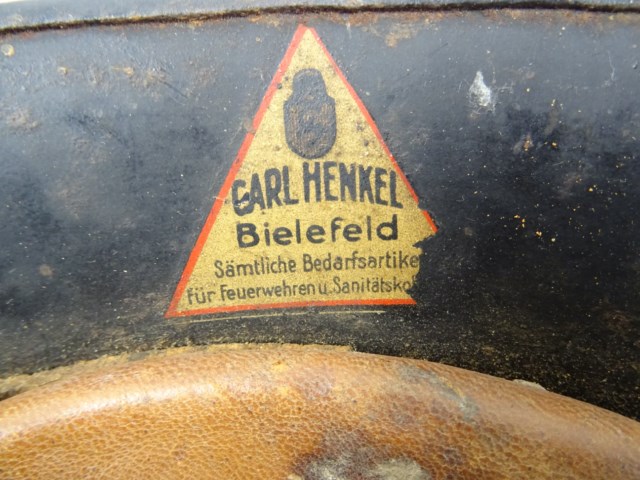 CARL HENKEL
Bielefeld
Sämtliche Bedarfsartike
für Feuerwehren u. Sanitätsko